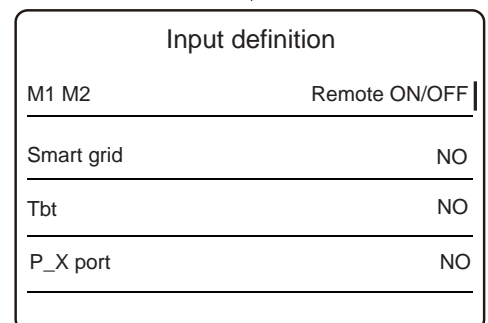 Input definition
M1 M2 Remote ON/OFF
Smart grid NO
Tbt NO
P_X port NO